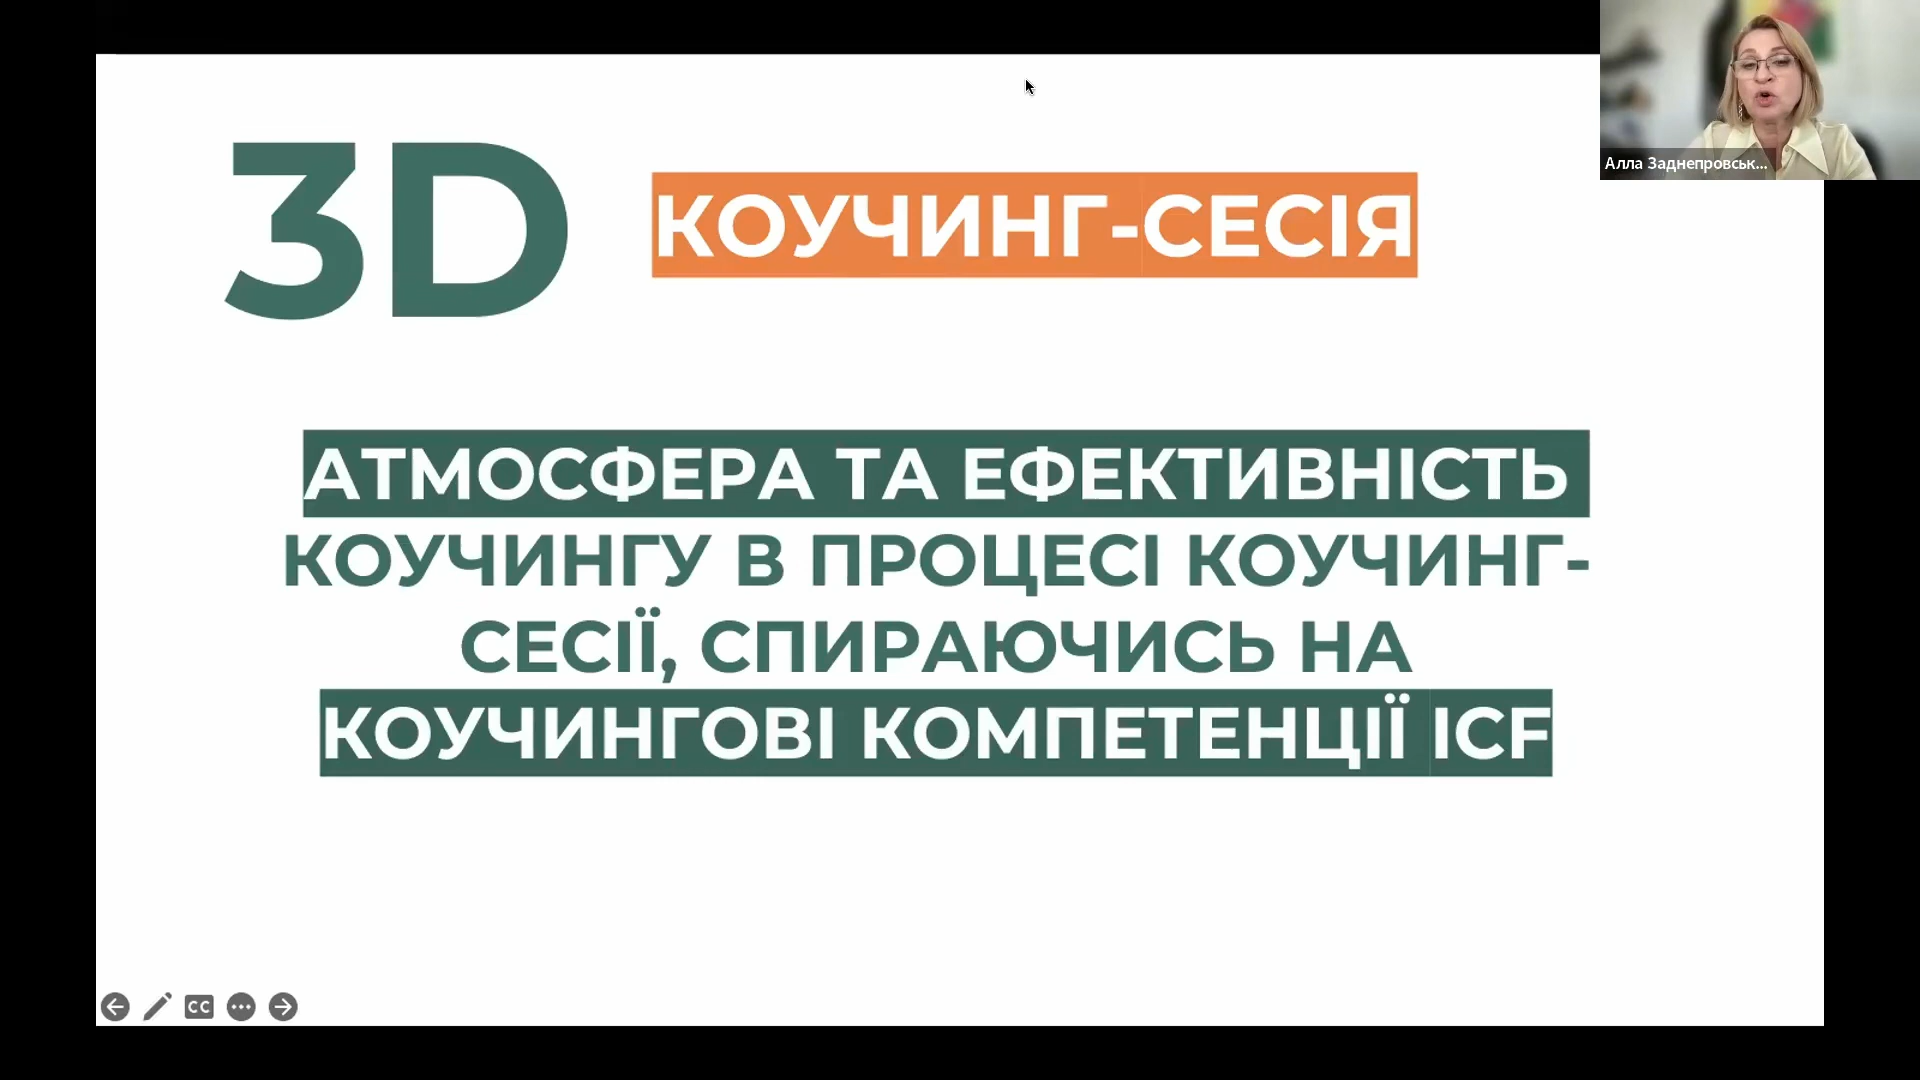 Алла Заднепровськ...
3D
КОУЧИНГ-СЕСІЯ
АТМОСФЕРА ТА ЕФЕКТИВНІСТЬ
КОУЧИНГУ В ПРОЦЕСІ КОУЧИНГ-
СЕСІЇ, СПИРАЮЧИСЬ НА
КОУЧИНГОВІ КОМПЕТЕНЦІЇ ICF
CC